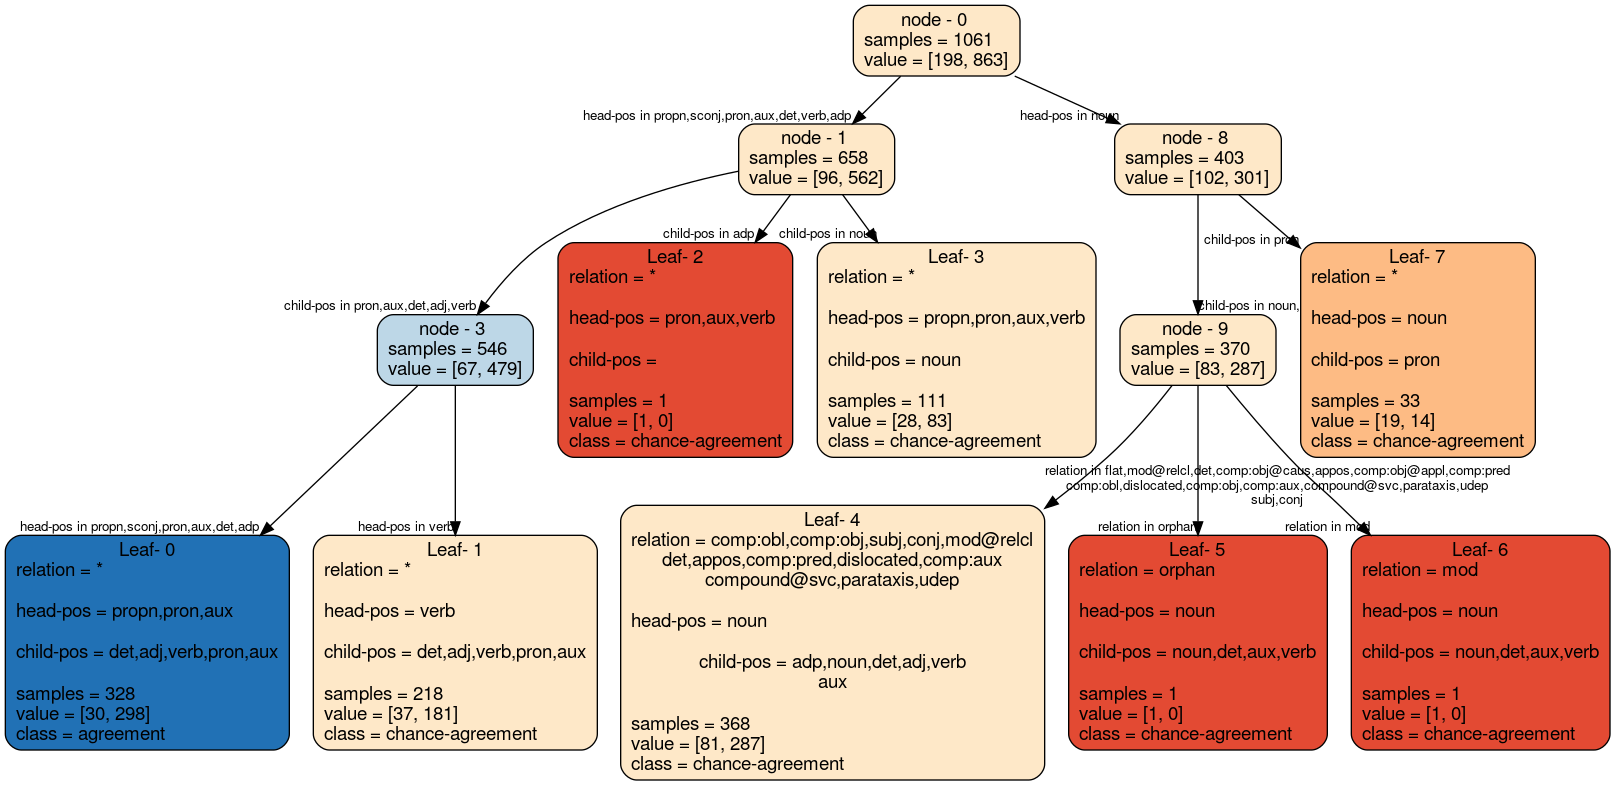 node - 0
samples = 1061
value = [198, 863]
head-pos in propn,sconj,pron,aux,det,verb,adp
head-pos in noun
node - 1
samples = 658
value = [96, 562]
node - 8
samples = 403
value = [102, 301]
child-pos in pron,aux,det,adj,verb
child-pos in adp
child-pos in noun
child-pos in noun,
child-pos in pron
node - 3
samples = 546
value = [67, 479]
Leaf- 2
relation = *
head-pos = pron,aux,verb
child-pos =
samples = 1
value = [1, 0]
class = chance-agreement
Leaf- 3
relation = *
head-pos = propn,pron,aux,verb
child-pos = noun
samples = 111
value = [28, 83]
class = chance-agreement
node - 9
samples = 370
value = [83, 287]
Leaf- 7
relation = *
head-pos = noun
child-pos = pron
samples = 33
value = [19, 14]
class = chance-agreement
head-pos in propn,sconj,pron,aux,det,adp
head-pos in verb
relation in flat,mod@relcl,det,comp:obj@caus,appos,comp:obj@appl,comp:pred
comp:obl,dislocated,comp:obj,comp:aux,compound@svc,parataxis,udep
subj,conj
relation in orphan
relation in mod
Leaf- 0
relation = *
head-pos = propn,pron,aux
child-pos = det,adj,verb,pron,aux
samples = 328
value = [30, 298]
class = agreement
Leaf- 1
relation = *
head-pos = verb
child-pos = det,adj,verb,pron,aux
samples = 218
value = [37, 181]
class = chance-agreement
Leaf- 4
relation = comp:obl,comp:obj,subj,conj,mod@relcl
det,appos,comp:pred,dislocated,comp:aux
compound@svc,parataxis,udep
head-pos = noun
child-pos = adp,noun,det,adj,verb
aux
samples = 368
value = [81, 287]
class = chance-agreement
Leaf- 5
relation = orphan
head-pos = noun
child-pos = noun,det,aux,verb
samples = 1
value = [1, 0]
class = chance-agreement
Leaf- 6
relation = mod
head-pos = noun
child-pos = noun,det,aux,verb
samples = 1
value = [1, 0]
class = chance-agreement